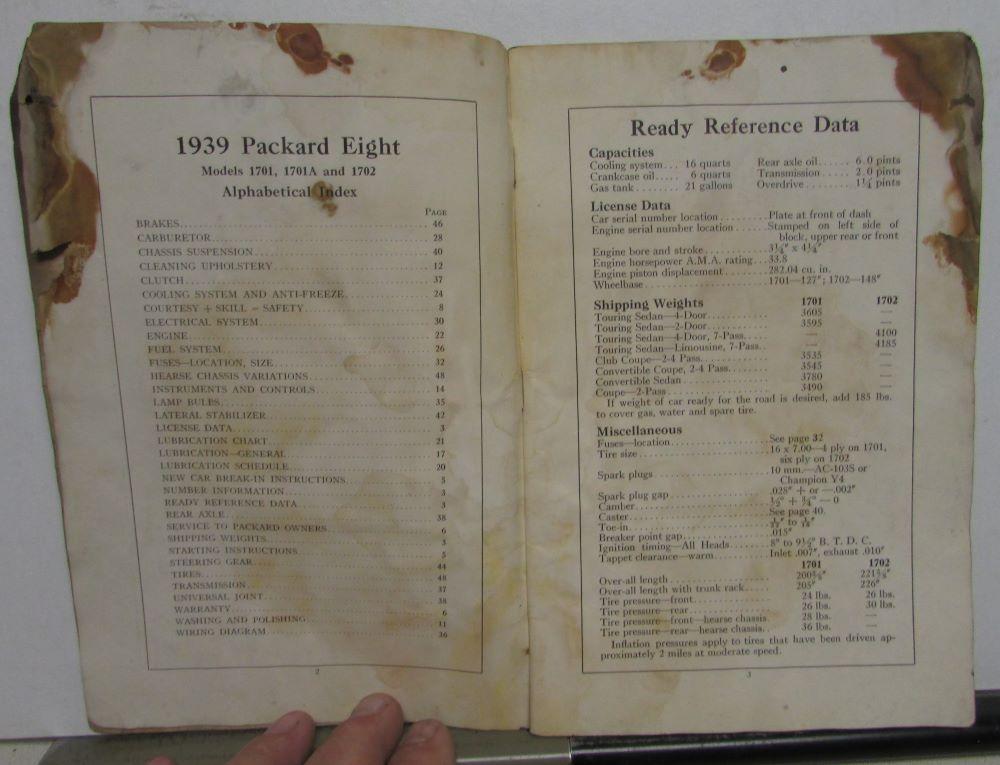 1939 Packard Eight
Models 1701, 1701A and 1702
Alphabetical Index
PAGE
BRAKES 46
CARBURETOR 28
CHASSIS SUSPENSION 40
CLEANING UPHOLSTERY 12
CLUTCH 37
COOLING SYSTEM AND ANTI-FREEZE 24
COURTESY + SKILL = SAFETY 8
ELECTRICAL SYSTEM 30
ENGINE 22
FUEL SYSTEM 26
FUSES—LOCATION, SIZE 32
HEARSE CHASSIS VARIATIONS 48
INSTRUMENTS AND CONTROLS 14
LAMP BULBS 35
LATERAL STABILIZER 42
LICENSE DATA 3
LUBRICATION CHART 21
LUBRICATION—GENERAL 17
LUBRICATION SCHEDULE 20
NEW CAR BREAK-IN INSTRUCTIONS 5
NUMBER INFORMATION 3
READY REFERENCE DATA 3
REAR AXLE 38
SERVICE TO PACKARD OWNERS 6
SHIPPING WEIGHTS 3
STARTING INSTRUCTIONS 5
STEERING GEAR 44
TIRES 48
TRANSMISSION 37
UNIVERSAL JOINT 38
WARRANTY 6
WASHING AND POLISHING 11
WIRING DIAGRAM 36
2
Ready Reference Data
Capacities
Cooling system... 16 quarts Rear axle oil..... 6.0 pints
Crankcase oil..... 6 quarts Transmission..... 2.0 pints
Gas tank........ 21 gallons Overdrive........ 1¼ pints
License Data
Car serial number location..........Plate at front of dash
Engine serial number location......Stamped on left side of
block, upper rear or front
Engine bore and stroke............3¼" x 4¼"
Engine horsepower A.M.A. rating...33.8
Engine piston displacement........282.04 cu. in.
Wheelbase........................1701—127"; 1702—148"
Shipping Weights 1701 1702
Touring Sedan—4-Door........... 3605 —
Touring Sedan—2-Door........... 3595 —
Touring Sedan—4-Door, 7-Pass..... — 4100
Touring Sedan—Limousine, 7-Pass.. — 4185
Club Coupe—2-4 Pass............ 3535 —
Convertible Coupe, 2-4 Pass....... 3545 —
Convertible Sedan............... 3780 —
Coupe—2-Pass.................. 3490 —
If weight of car ready for the road is desired, add 185 lbs.
to cover gas, water and spare tire.
Miscellaneous
Fuses—location..................See page 32
Tire size........................16 x 7.00—4 ply on 1701,
six ply on 1702
Spark plugs.....................10 mm.—AC-103S or
Champion Y4
Spark plug gap..................028" + or —.002"
Camber
Caster..........................See page 40.
Toe-in
Breaker point gap.................015"
Ignition timing—All Heads B. T. D. C.
Tappet clearance—warm..........Inlet .007", exhaust .010"
1701 1702
Over-all length
Over-all length with trunk rack..... 205" 226"
Tire pressure—front.............. 24 lbs. 26 lbs.
Tire pressure—rear............... 26 lbs. 30 lbs.
Tire pressure—front—hearse chassis. 28 lbs. —
Tire pressure—rear—hearse chassis.. 36 lbs. —
Inflation pressures apply to tires that have been driven ap-
proximately 2 miles at moderate speed.
3